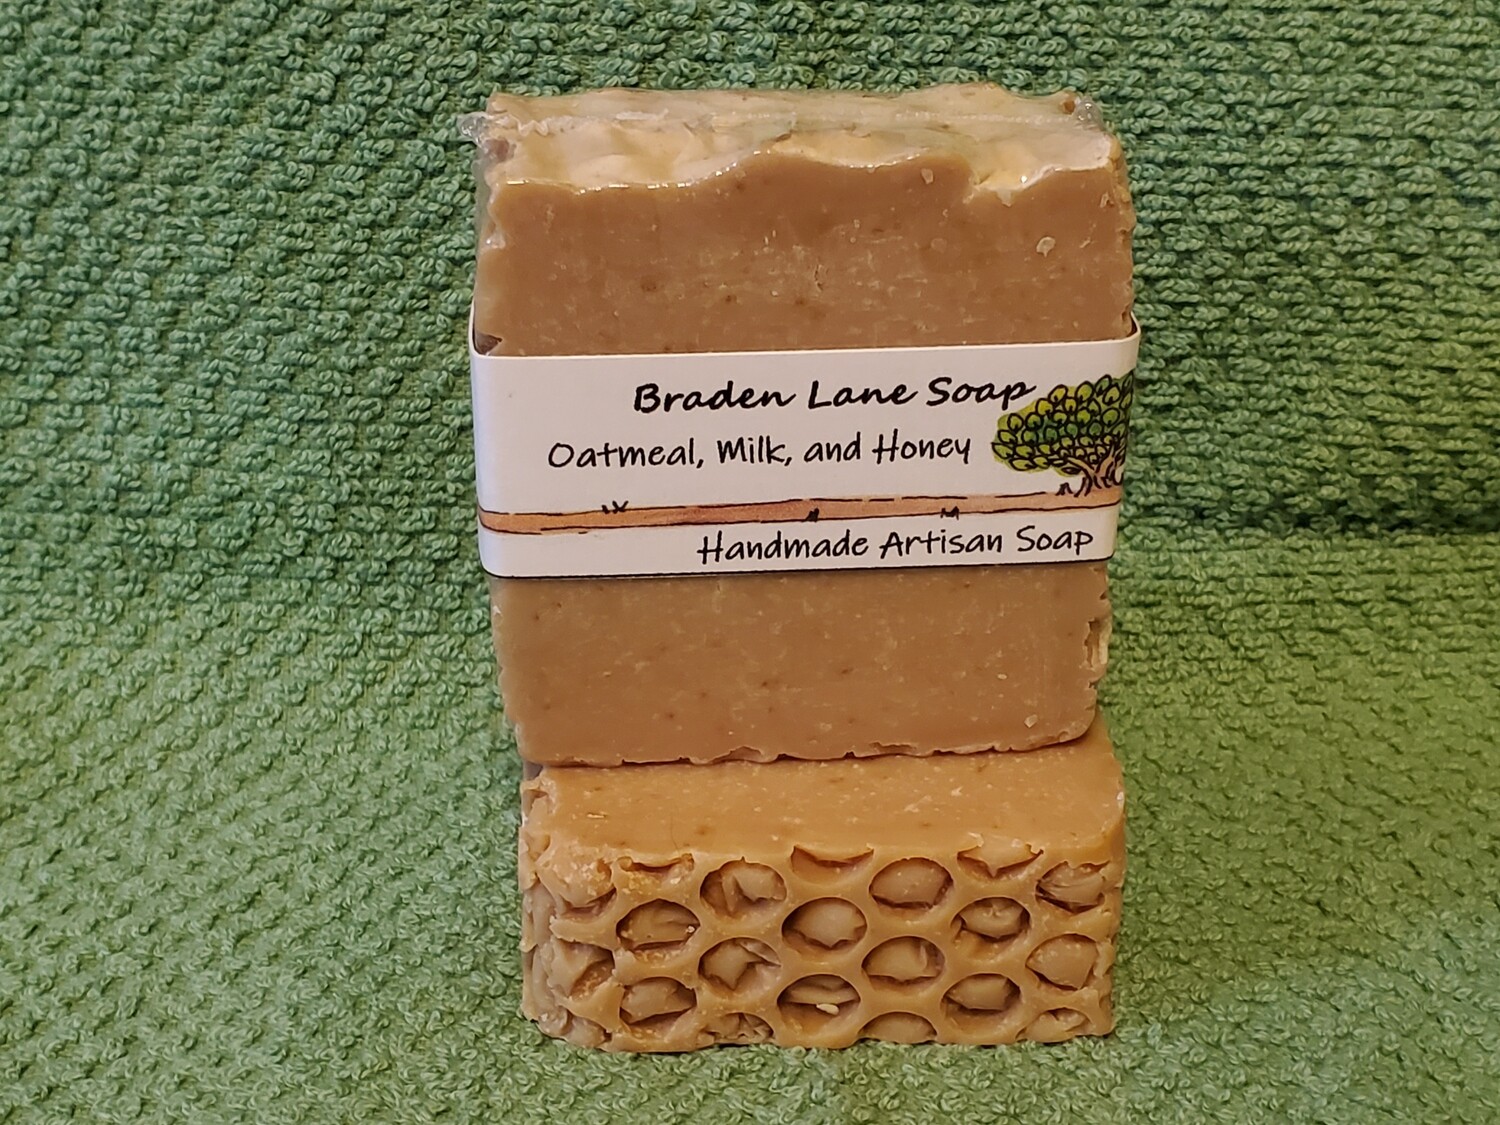 Braden Lane Soap
Oatmeal, Milk, and Honey
Handmade Artisan Soap